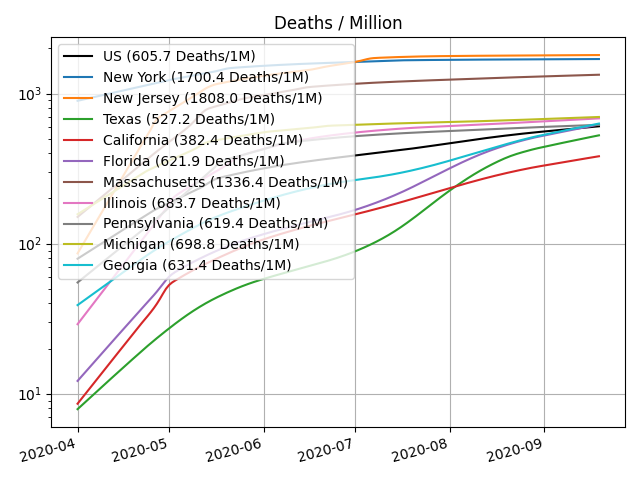 Deaths / Million
US (605.7 Deaths/1M)
New York (1700.4 Deaths/1M)
New Jersey (1808.0 Deaths/1M)
Texas (527.2 Deaths/1M)
California (382.4 Deaths/1M)
Florida (621.9 Deaths/1M)
Massachusetts (1336.4 Deaths/1M)
Illinois (683.7 Deaths/1M)
Pennsylvania (619.4 Deaths/1M)
Michigan (698.8 Deaths/1M)
Georgia (631.4 Deaths/1M)
10³
10²
10¹
2020-04 2020-05 2020-06 2020-07 2020-08 2020-09